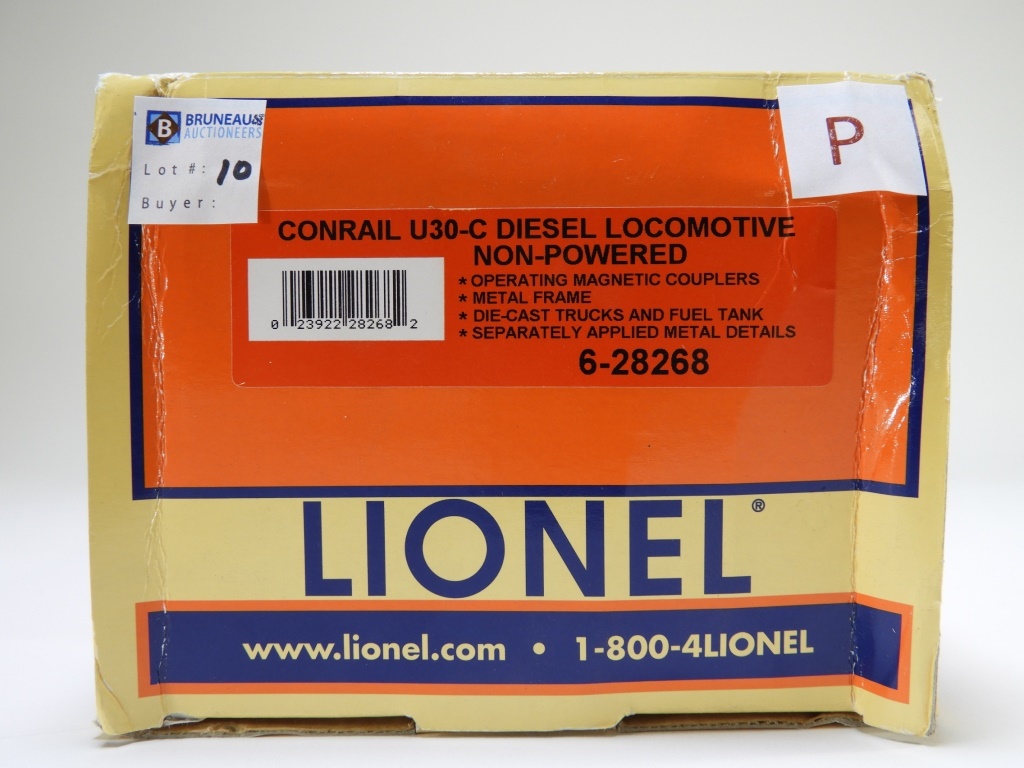 B BRUNEAU&
AUCTIONEERS
Lot #: 10
Buyer:
P
CONRAIL U30-C DIESEL LOCOMOTIVE
NON-POWERED
* OPERATING MAGNETIC COUPLERS
* METAL FRAME
* DIE-CAST TRUCKS AND FUEL TANK
* SEPARATELY APPLIED METAL DETAILS
0 23922 28268 2
6-28268
LIONEL®
www.lionel.com • 1-800-4LIONEL